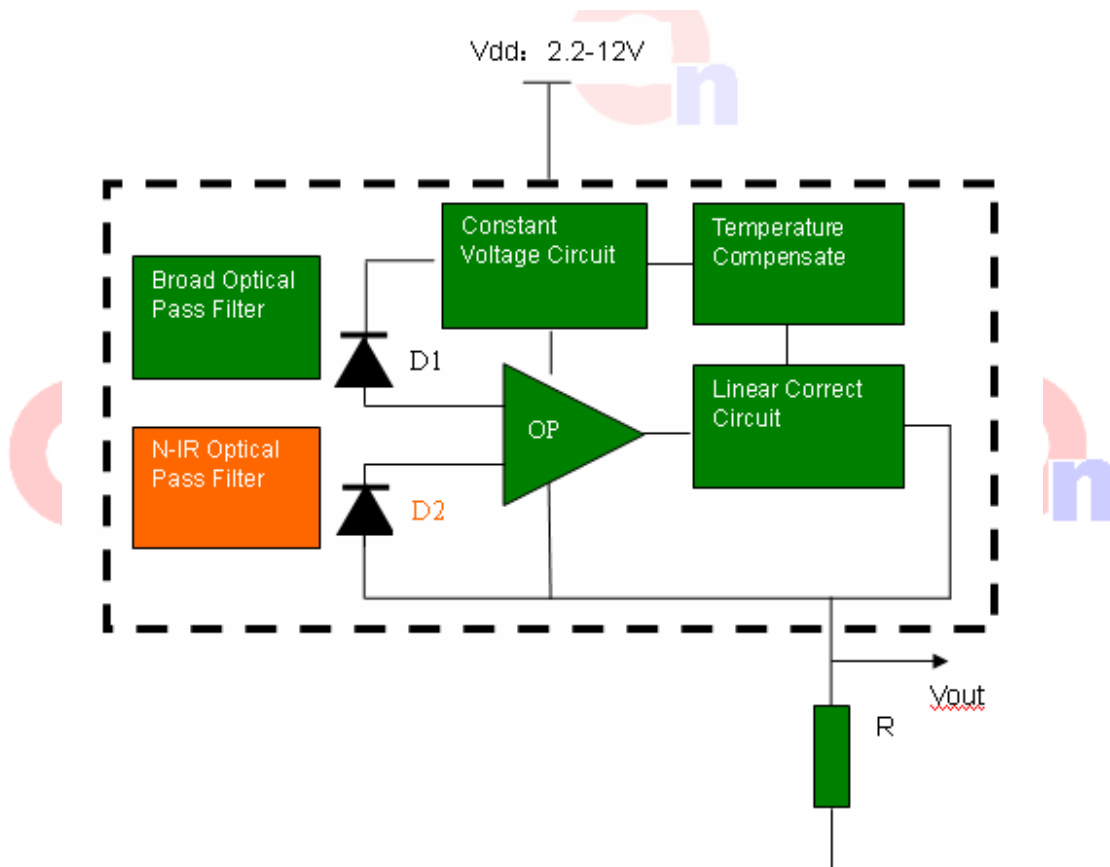 Vdd：2.2-12V
Constant
Voltage Circuit
Temperature
Compensate
Broad Optical
Pass Filter
D1
Linear Correct
Circuit
OP
N-IR Optical
Pass Filter
D2
Vout
R
n
n